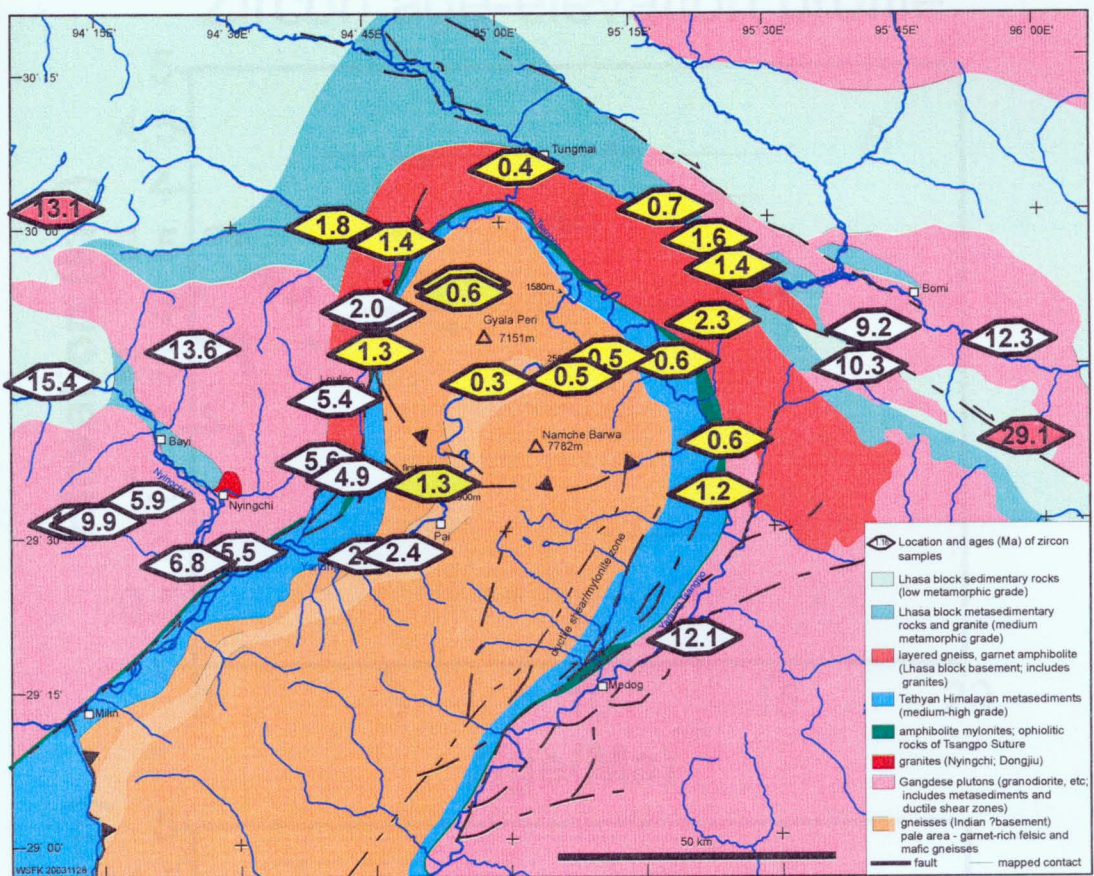 94° 15'E
94° 30'E
94° 45'E
95° 00'E
95° 15'E
95° 30'E
95° 45'E
96° 00'E
30° 15'
Tungmai
0.4
13.1
0.7
1.8
1.4
1.6
30° 00'
1.4
0.6
1580m
Bomi
2.0
Gyala Peri
7151m
2.3
9.2
12.3
13.6
1.3
0.5
0.6
10.3
15.4
0.3
0.5
5.4
Namche Barwa
7782m
0.6
29.1
Bayi
5.6
4.9
1.3
1.2
5.9
Nyingchi
9.9
Pai
29° 30'
6.8
5.5
2.4
ductile shear/mylonite zone
12.1
Medog
29° 15'
Milin
29° 00'
50 km
WSFK 20031128
Location and ages (Ma) of zircon
samples
Lhasa block sedimentary rocks
(low metamorphic grade)
Lhasa block metasedimentary
rocks and granite (medium
metamorphic grade)
layered gneiss, garnet amphibolite
(Lhasa block basement; includes
granites)
Tethyan Himalayan metasediments
(medium-high grade)
amphibolite mylonites; ophiolitic
rocks of Tsangpo Suture
granites (Nyingchi; Dongjiu)
Gangdese plutons (granodiorite, etc;
includes metasediments and
ductile shear zones)
gneisses (Indian ?basement)
pale area - garnet-rich felsic and
mafic gneisses
fault
mapped contact